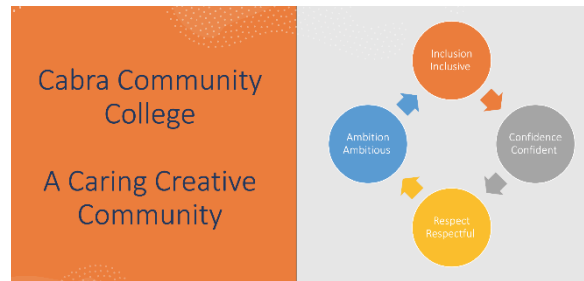 Cabra Community
College
A Caring Creative
Community
Inclusion
Inclusive
Confidence
Confident
Respect
Respectful
Ambition
Ambitious